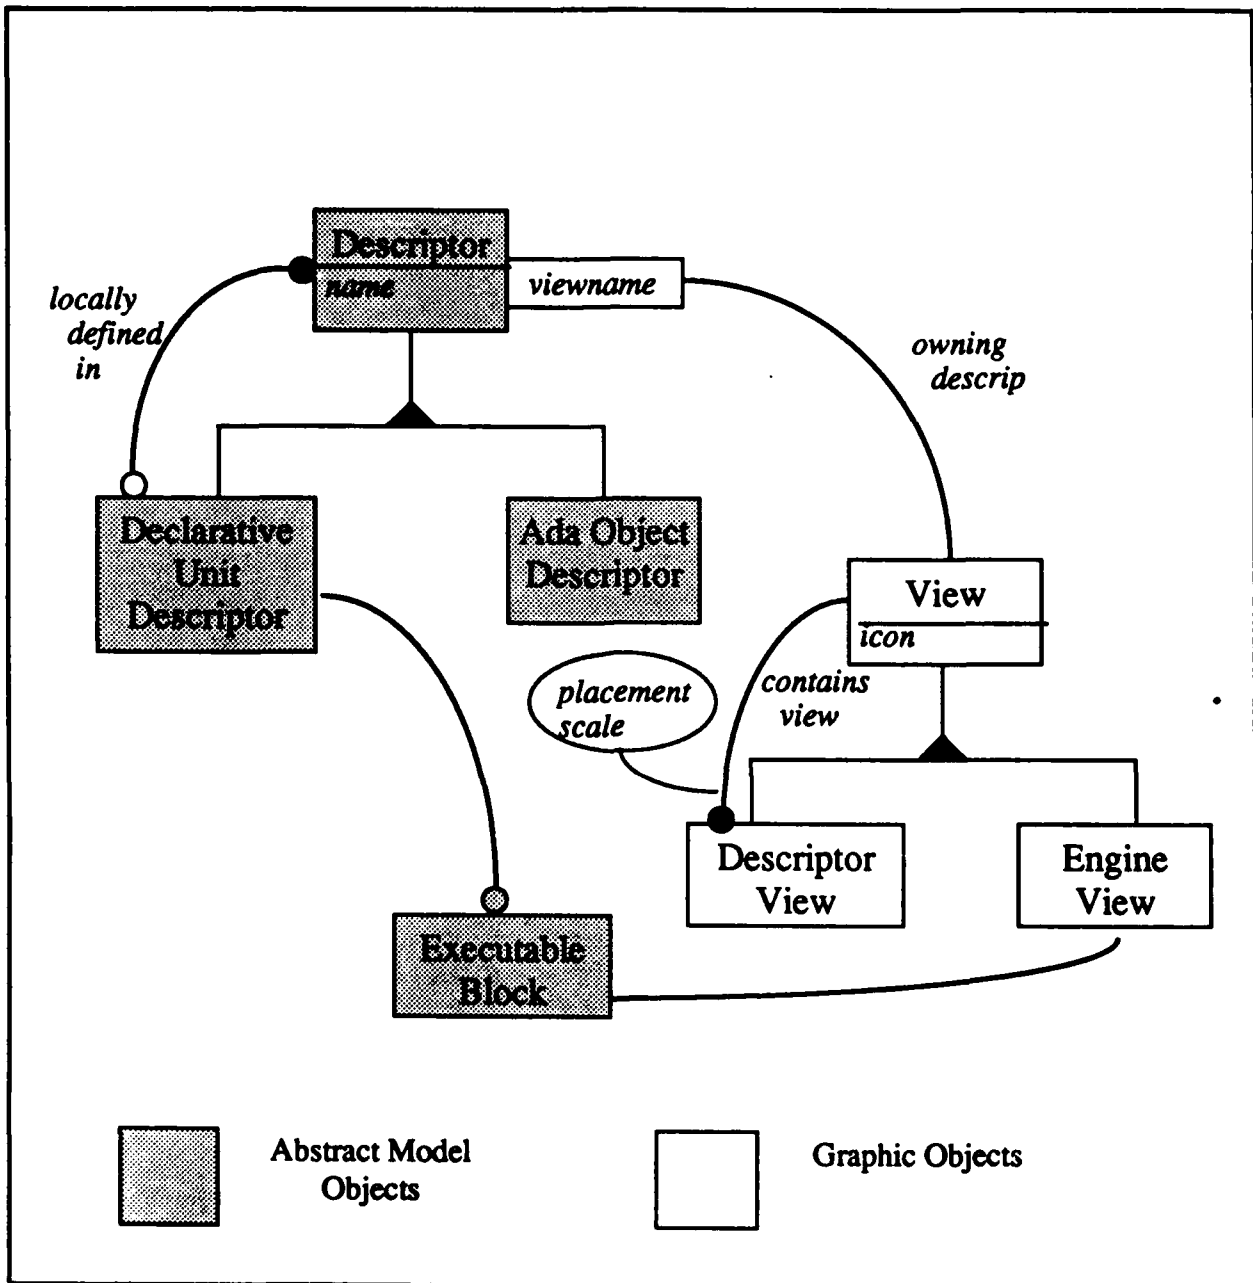 Descriptor
name
viewname
locally
defined
in
owning
descrip
Declarative
Unit
Descriptor
Ada Object
Descriptor
View
icon
placement
scale
contains
view
Descriptor
View
Engine
View
Executable
Block
Abstract Model
Objects
Graphic Objects